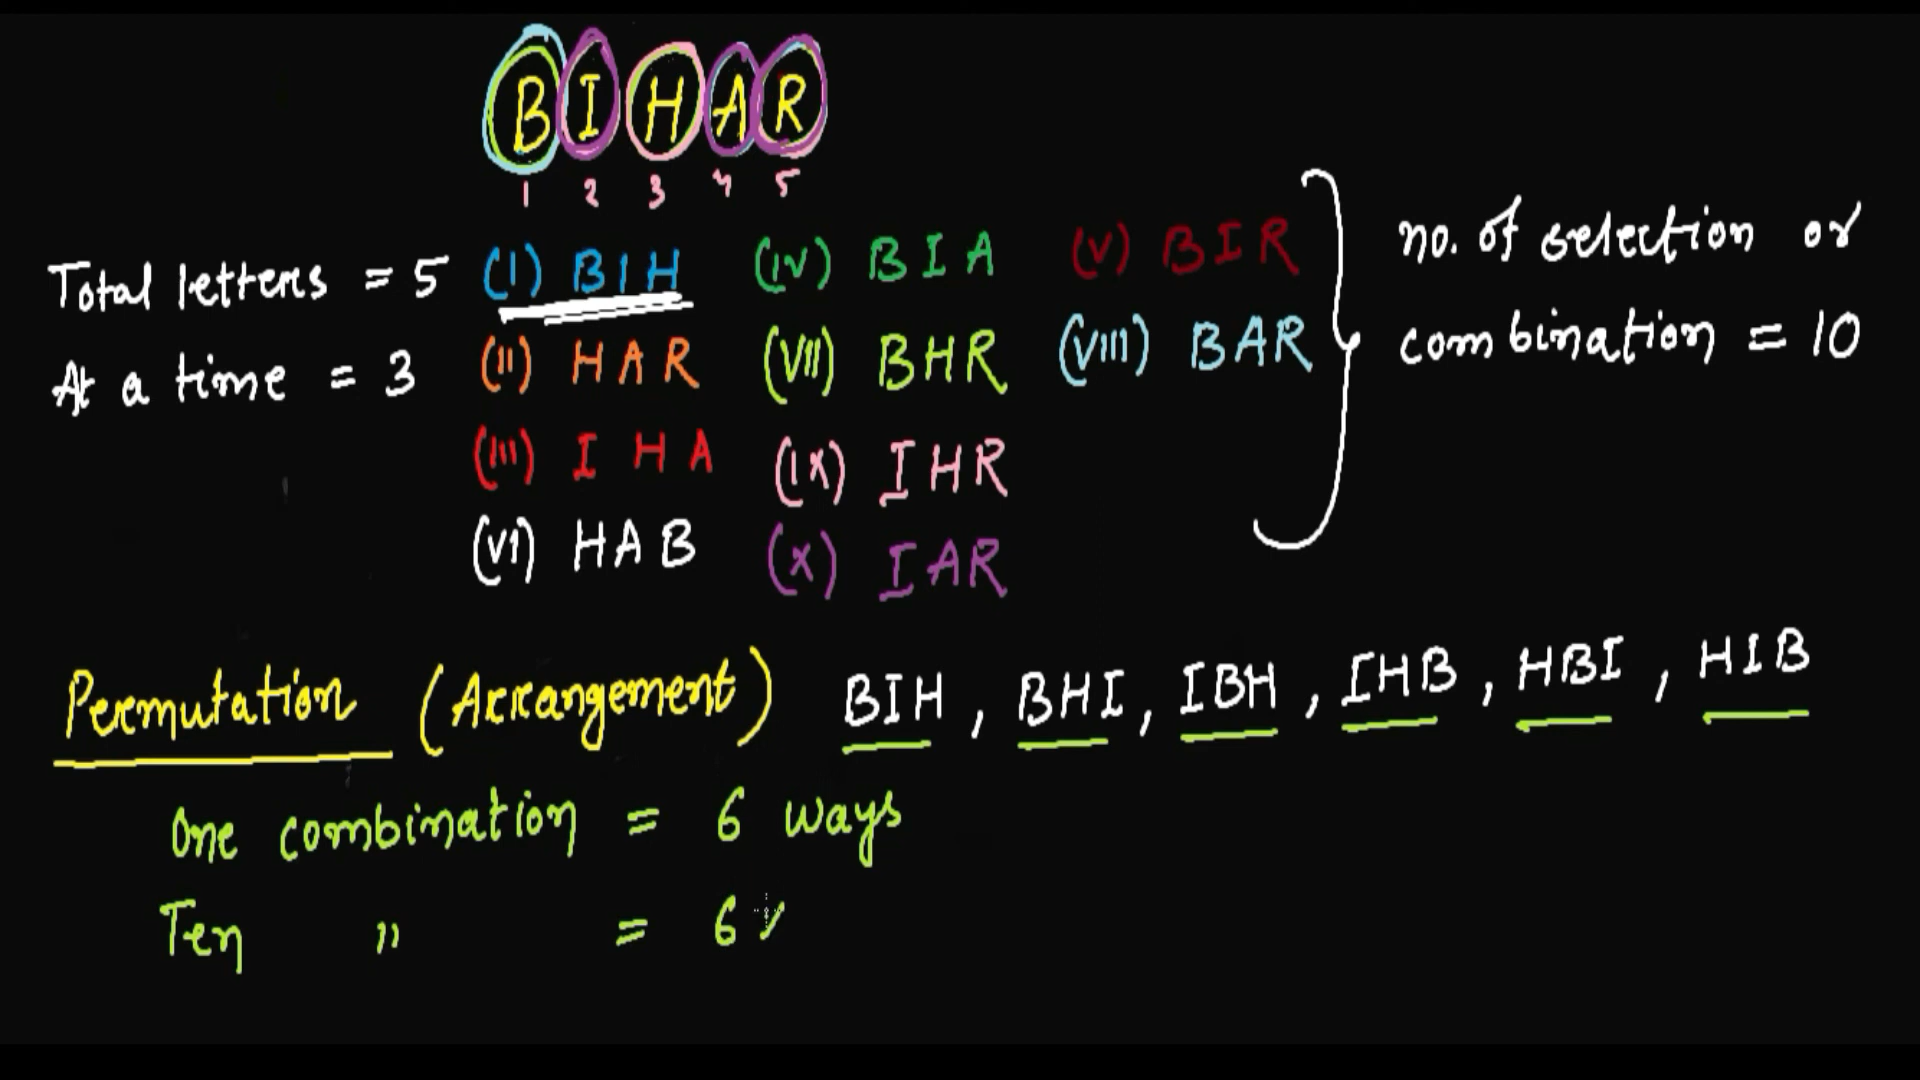 BIHAR
1 2 3 4 5
Total letters = 5 (I) BIH (IV) BIA (V) BIR no. of selection or
At a time = 3 (II) HAR (VII) BHR (VIII) BAR combination = 10
(III) IHA (IX) IHR
(VI) HAB (X) IAR
Permutation (Arrangement) BIH, BHI, IBH, IHB, HBI, HIB
One combination = 6 ways
Ten " = 6